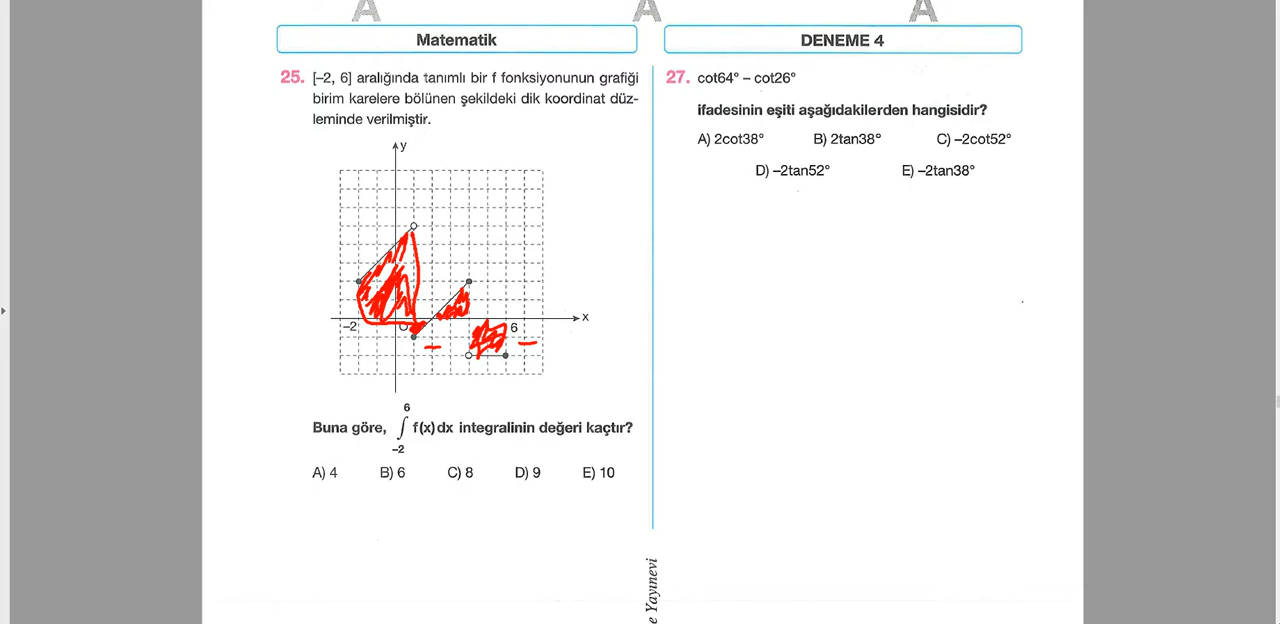 A A A
Matematik
DENEME 4
25. [–2, 6] aralığında tanımlı bir f fonksiyonunun grafiği
birim karelere bölünen şekildeki dik koordinat düz-
leminde verilmiştir.
y
x
–2
O
6
6
Buna göre, ∫ f(x)dx integralinin değeri kaçtır?
–2
A) 4 B) 6 C) 8 D) 9 E) 10
27. cot64° – cot26°
ifadesinin eşiti aşağıdakilerden hangisidir?
A) 2cot38° B) 2tan38° C) –2cot52°
D) –2tan52° E) –2tan38°
e Yayınevi